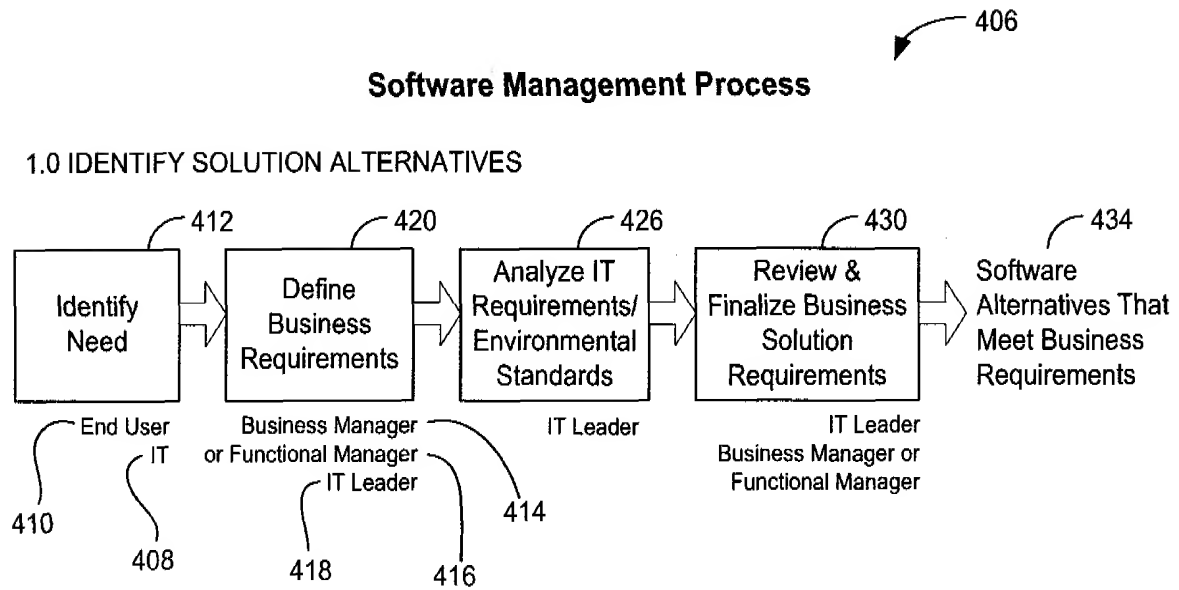 406
Software Management Process
1.0 IDENTIFY SOLUTION ALTERNATIVES
412
420
426
430
434
Identify
Need
Define
Business
Requirements
Analyze IT
Requirements/
Environmental
Standards
Review &
Finalize Business
Solution
Requirements
Software
Alternatives That
Meet Business
Requirements
End User
IT
Business Manager
or Functional Manager
IT Leader
IT Leader
IT Leader
Business Manager or
Functional Manager
410
408
418
416
414